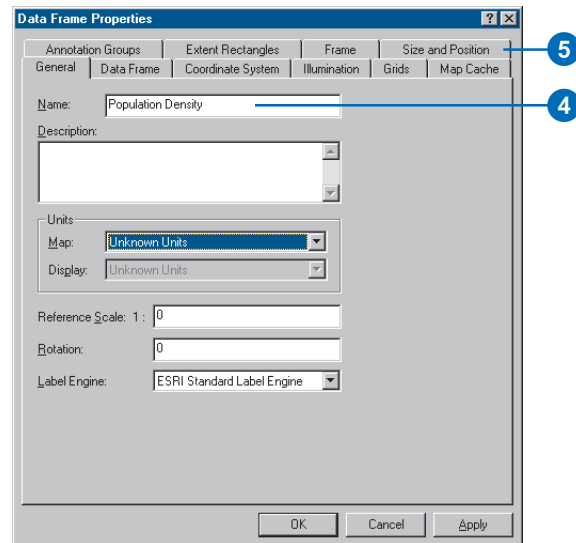 Data Frame Properties
Annotation Groups Extent Rectangles Frame Size and Position
5
General Data Frame Coordinate System Illumination Grids Map Cache
Name: Population Density
4
Description:
Units
Map: Unknown Units
Display: Unknown Units
Reference Scale: 1 : 0
Rotation: 0
Label Engine: ESRI Standard Label Engine
OK Cancel Apply